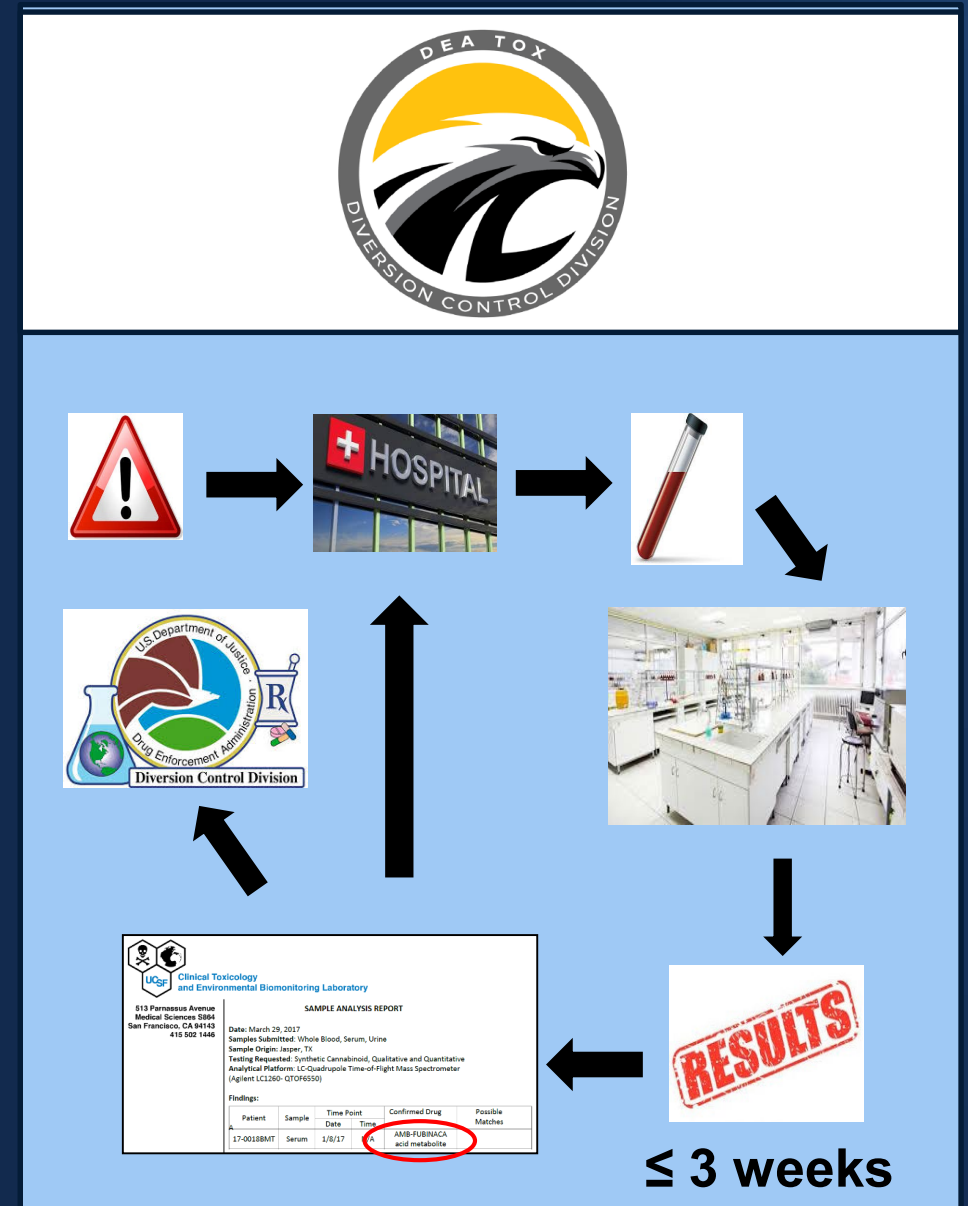 DEA TOX
DIVERSION CONTROL DIVISION
HOSPITAL
U.S. Department of Justice
Drug Enforcement Administration
R
Diversion Control Division
UCSF
Clinical Toxicology
and Environmental Biomonitoring Laboratory
513 Parnassus Avenue
Medical Sciences S864
San Francisco, CA 94143
415 502 1446
SAMPLE ANALYSIS REPORT
Date: March 29, 2017
Samples Submitted: Whole Blood, Serum, Urine
Sample Origin: Jasper, TX
Testing Requested: Synthetic Cannabinoid, Qualitative and Quantitative
Analytical Platform: LC-Quadrupole Time-of-Flight Mass Spectrometer
(Agilent LC1260- QTOF6550)
Findings:
Patient Sample Time Point Confirmed Drug Possible Matches
Date Time
17-0018BMT Serum 1/8/17 AMB-FUBINACA
acid metabolite
RESULTS
≤ 3 weeks